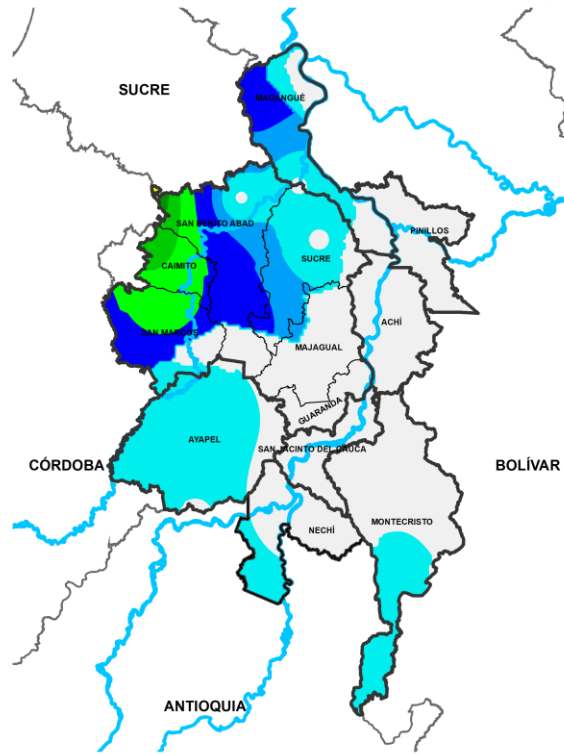 SUCRE
MAGANGUÉ
SAN BENITO ABAD
PINILLOS
CAIMITO
SUCRE
SAN MARCOS
ACHÍ
MAJAGUAL
GUARANDA
AYAPEL
SAN JACINTO DEL CAUCA
CÓRDOBA
BOLÍVAR
NECHÍ
MONTECRISTO
ANTIOQUIA